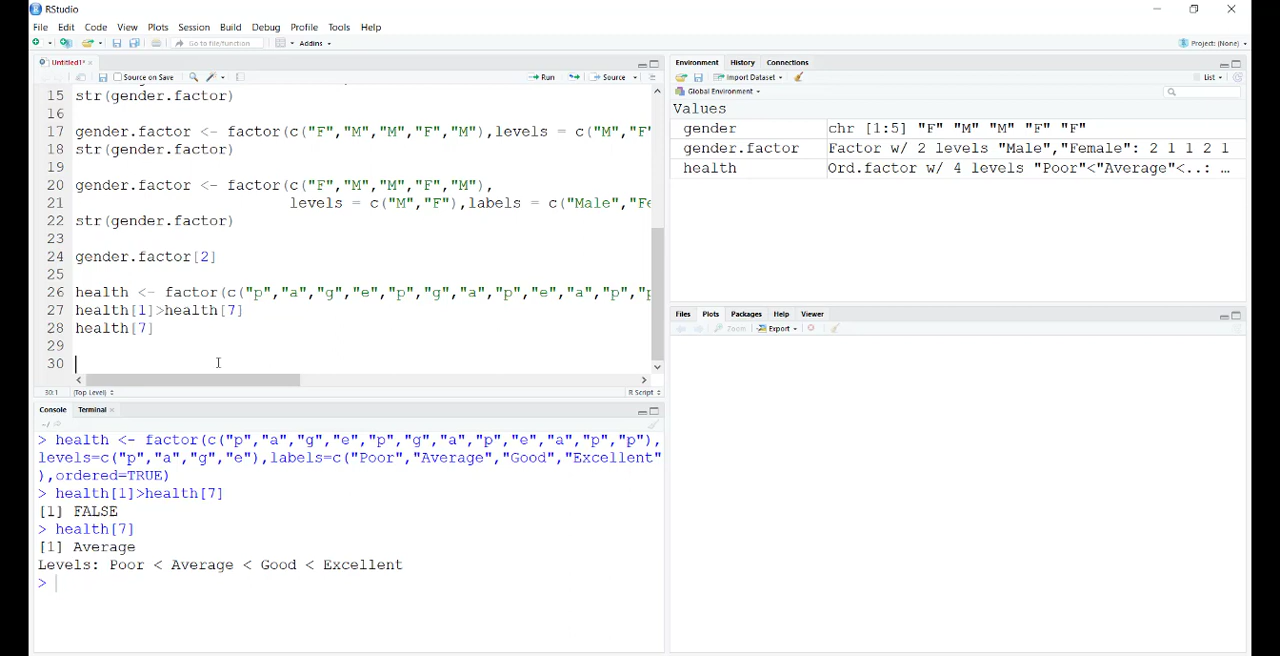 RStudio
File Edit Code View Plots Session Build Debug Profile Tools Help
Go to file/function Addins Project: (None)
Untitled1*
Source on Save Run Source
15 str(gender.factor)
16
17 gender.factor <- factor(c("F","M","M","F","M"),levels = c("M","F"
18 str(gender.factor)
19
20 gender.factor <- factor(c("F","M","M","F","M"),
21 levels = c("M","F"),labels = c("Male","Fe
22 str(gender.factor)
23
24 gender.factor[2]
25
26 health <- factor(c("p","a","g","e","p","g","a","p","e","a","p","p
27 health[1]>health[7]
28 health[7]
29
30
30:1 (Top Level) R Script
Console Terminal
~/
> health <- factor(c("p","a","g","e","p","g","a","p","e","a","p","p"),
levels=c("p","a","g","e"),labels=c("Poor","Average","Good","Excellent"
),ordered=TRUE)
> health[1]>health[7]
[1] FALSE
> health[7]
[1] Average
Levels: Poor < Average < Good < Excellent
>
Environment History Connections
Import Dataset List
Global Environment
Values
gender chr [1:5] "F" "M" "M" "F" "F"
gender.factor Factor w/ 2 levels "Male","Female": 2 1 1 2 1
health Ord.factor w/ 4 levels "Poor"<"Average"<..: …
Files Plots Packages Help Viewer
Zoom Export